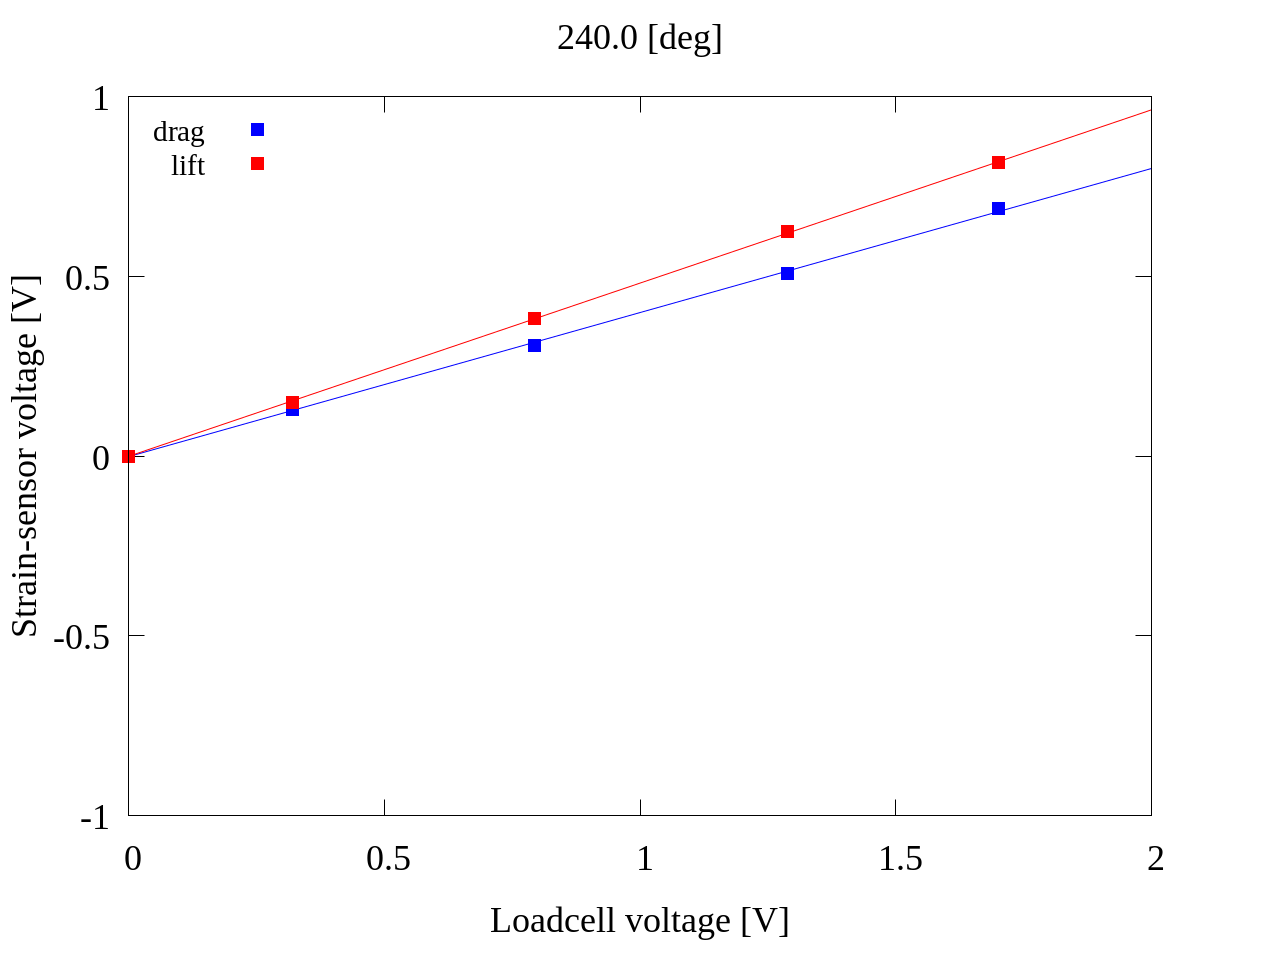 240.0 [deg]
drag
lift
Strain-sensor voltage [V]
1
0.5
0
-0.5
-1
0 0.5 1 1.5 2
Loadcell voltage [V]